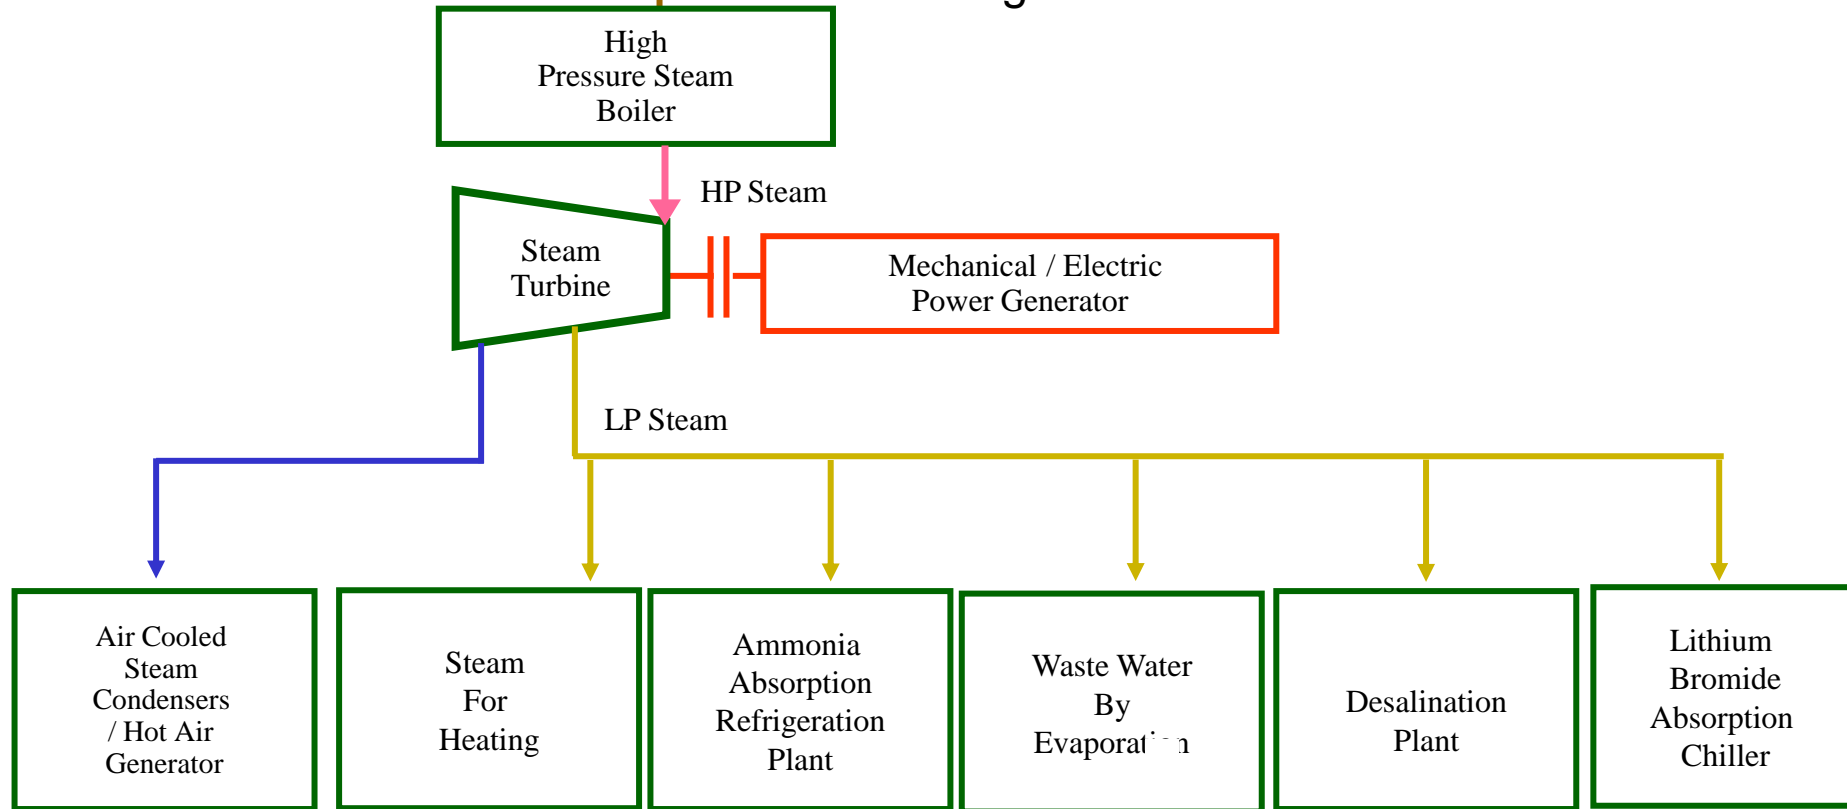 High
Pressure Steam
Boiler
HP Steam
Steam
Turbine
Mechanical / Electric
Power Generator
LP Steam
Air Cooled
Steam
Condensers
/ Hot Air
Generator
Steam
For
Heating
Ammonia
Absorption
Refrigeration
Plant
Waste Water
By
Desalination
Plant
Lithium
Bromide
Absorption
Chiller